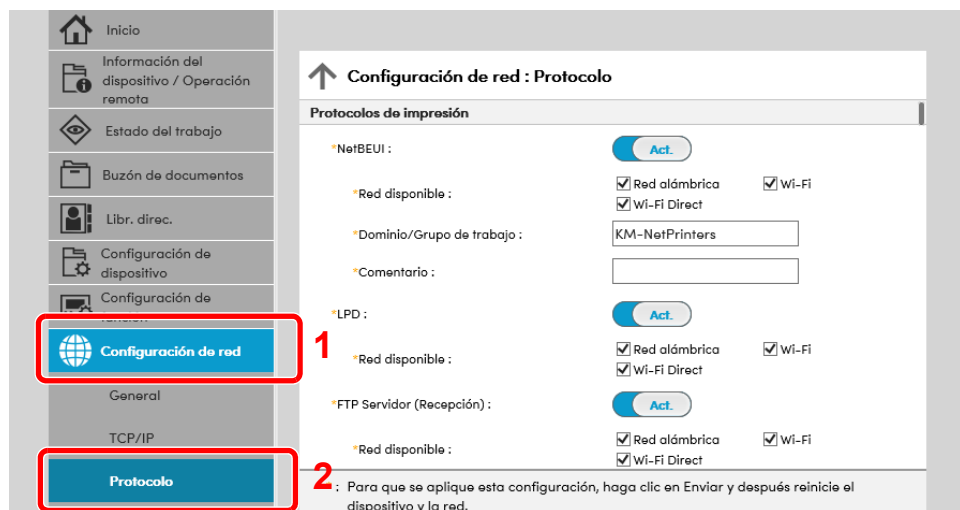 Inicio
Información del
dispositivo / Operación
remota
Estado del trabajo
Buzón de documentos
Libr. direc.
Configuración de
dispositivo
Configuración de
función
Configuración de red
1
General
TCP/IP
Protocolo
2
Configuración de red : Protocolo
Protocolos de impresión
*NetBEUI : Act.
*Red disponible : Red alámbrica Wi-Fi
Wi-Fi Direct
*Dominio/Grupo de trabajo : KM-NetPrinters
*Comentario :
*LPD : Act.
*Red disponible : Red alámbrica Wi-Fi
Wi-Fi Direct
*FTP Servidor (Recepción) : Act.
*Red disponible : Red alámbrica Wi-Fi
Wi-Fi Direct
: Para que se aplique esta configuración, haga clic en Enviar y después reinicie el
dispositivo y la red.